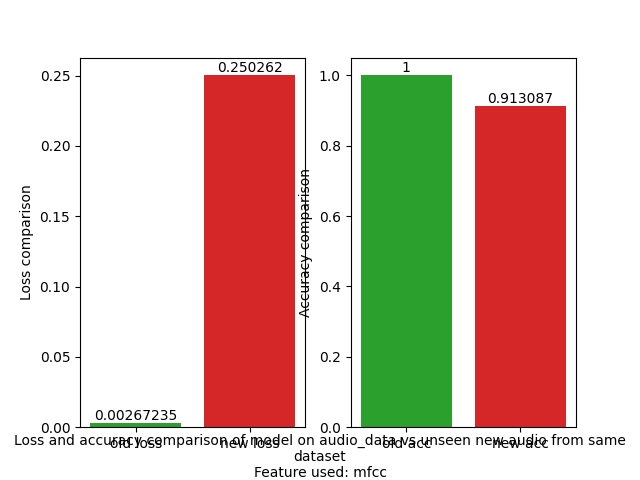 0.250262
0.25
0.20
0.15
0.10
0.05
0.00
Loss comparison
0.00267235
old loss
new loss
1
0.913087
1.0
0.8
0.6
0.4
0.2
0.0
Accuracy comparison
old acc
new acc
Loss and accuracy comparison of model on audio_data vs unseen new audio from same
dataset
Feature used: mfcc